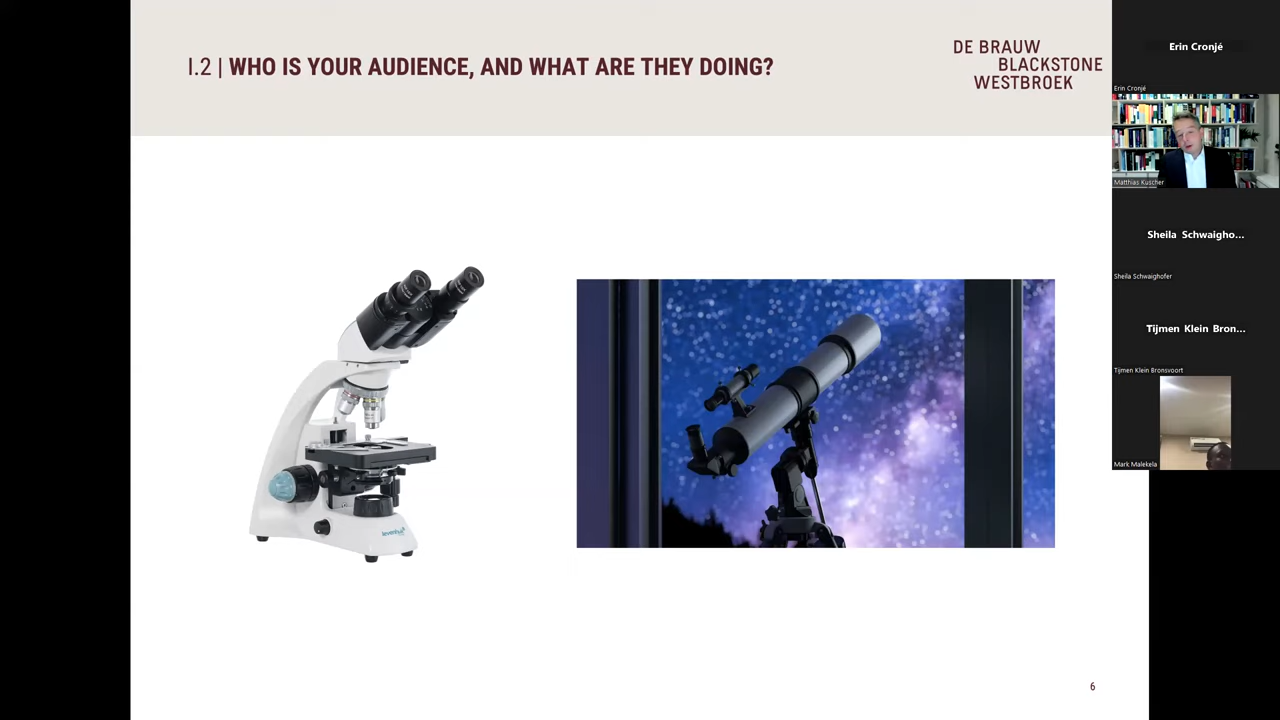 I.2 | WHO IS YOUR AUDIENCE, AND WHAT ARE THEY DOING?
DE BRAUW
BLACKSTONE
WESTBROEK
levenhuk
6
Erin Cronjé
Erin Cronjé
Matthias Kuscher
Sheila Schwaigho...
Sheila Schwaighofer
Tijmen Klein Bron...
Tijmen Klein Bronsvoort
Mark Malekela